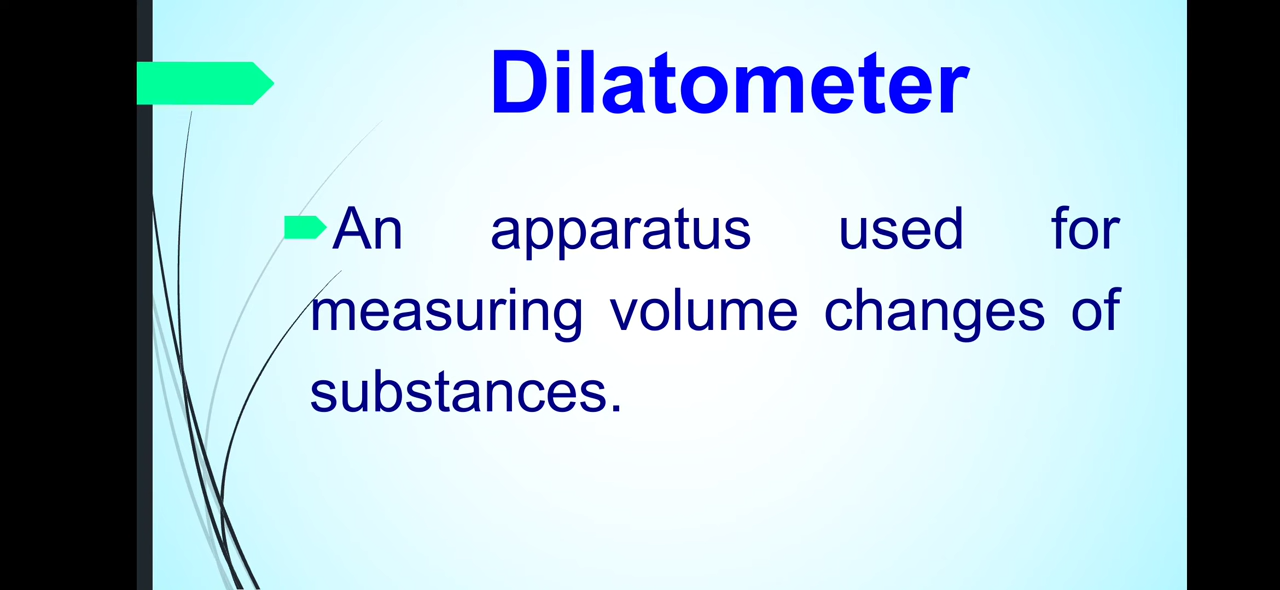 Dilatometer
An apparatus used for
measuring volume changes of
substances.